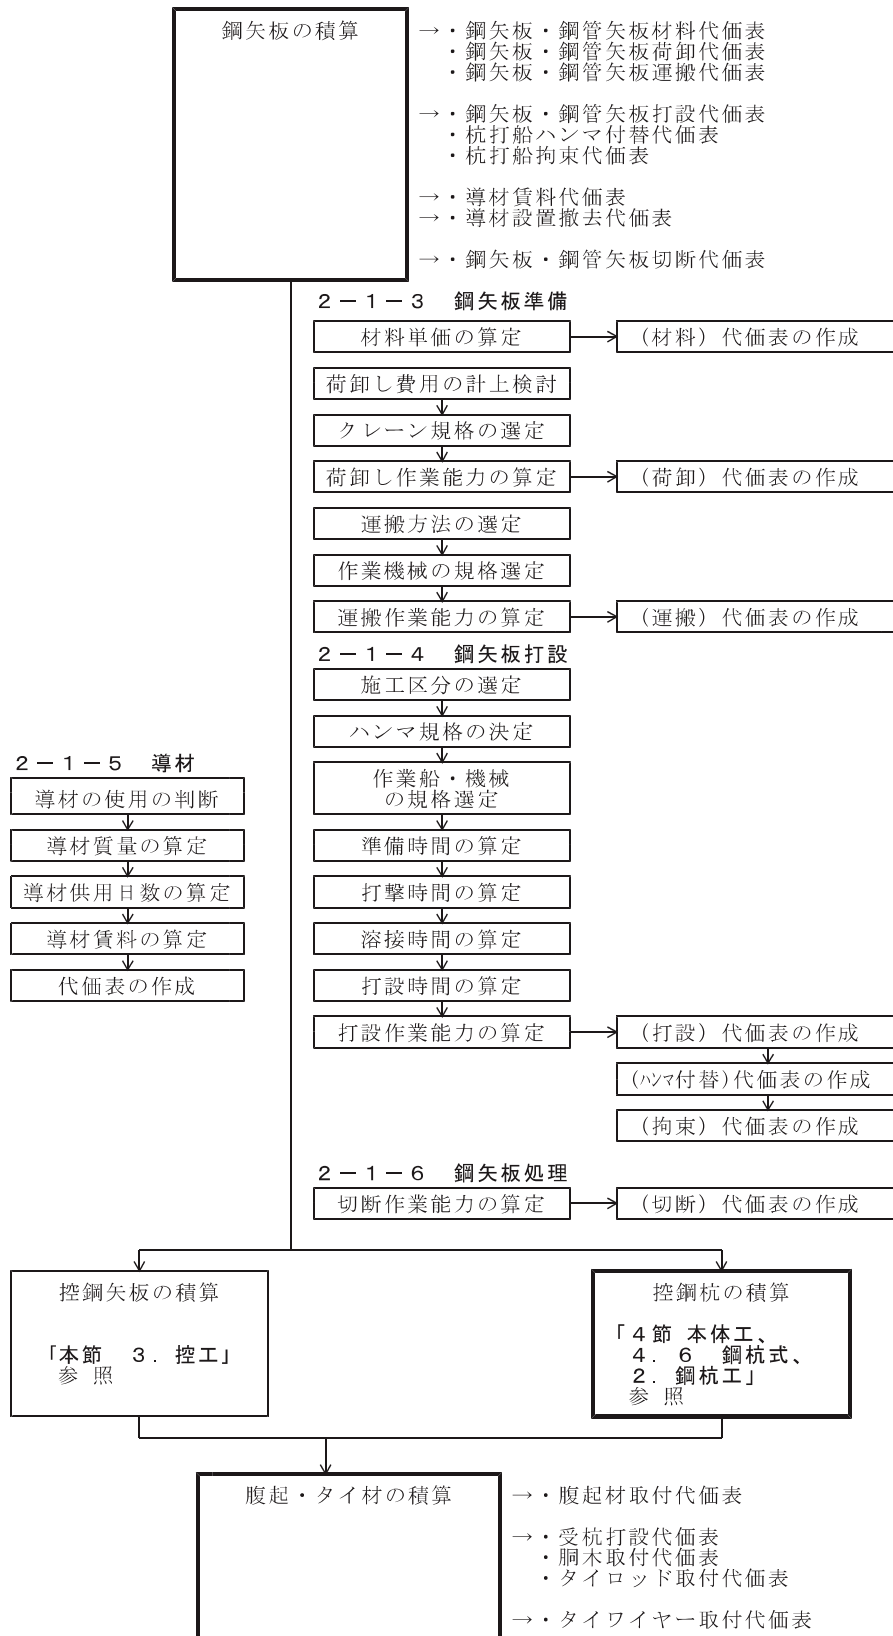 鋼矢板の積算
→・鋼矢板・鋼管矢板材料代価表
・鋼矢板・鋼管矢板荷卸代価表
・鋼矢板・鋼管矢板運搬代価表
→・鋼矢板・鋼管矢板打設代価表
・杭打船ハンマ付替代価表
・杭打船拘束代価表
→・導材賃料代価表
→・導材設置撤去代価表
→・鋼矢板・鋼管矢板切断代価表
２－１－３　鋼矢板準備
材料単価の算定
（材料）代価表の作成
荷卸し費用の計上検討
クレーン規格の選定
荷卸し作業能力の算定
（荷卸）代価表の作成
運搬方法の選定
作業機械の規格選定
運搬作業能力の算定
（運搬）代価表の作成
２－１－４　鋼矢板打設
施工区分の選定
ハンマ規格の決定
作業船・機械
の規格選定
準備時間の算定
打撃時間の算定
溶接時間の算定
打設時間の算定
打設作業能力の算定
（打設）代価表の作成
(ﾊﾝﾏ付替)代価表の作成
（拘束）代価表の作成
２－１－５　導材
導材の使用の判断
導材質量の算定
導材供用日数の算定
導材賃料の算定
代価表の作成
２－１－６　鋼矢板処理
切断作業能力の算定
（切断）代価表の作成
控鋼矢板の積算
「本節　３．控工」
参 照
控鋼杭の積算
「４節 本体工、
４．６　鋼杭式、
２．鋼杭工」
参 照
腹起・タイ材の積算
→・腹起材取付代価表
→・受杭打設代価表
・胴木取付代価表
・タイロッド取付代価表
→・タイワイヤー取付代価表